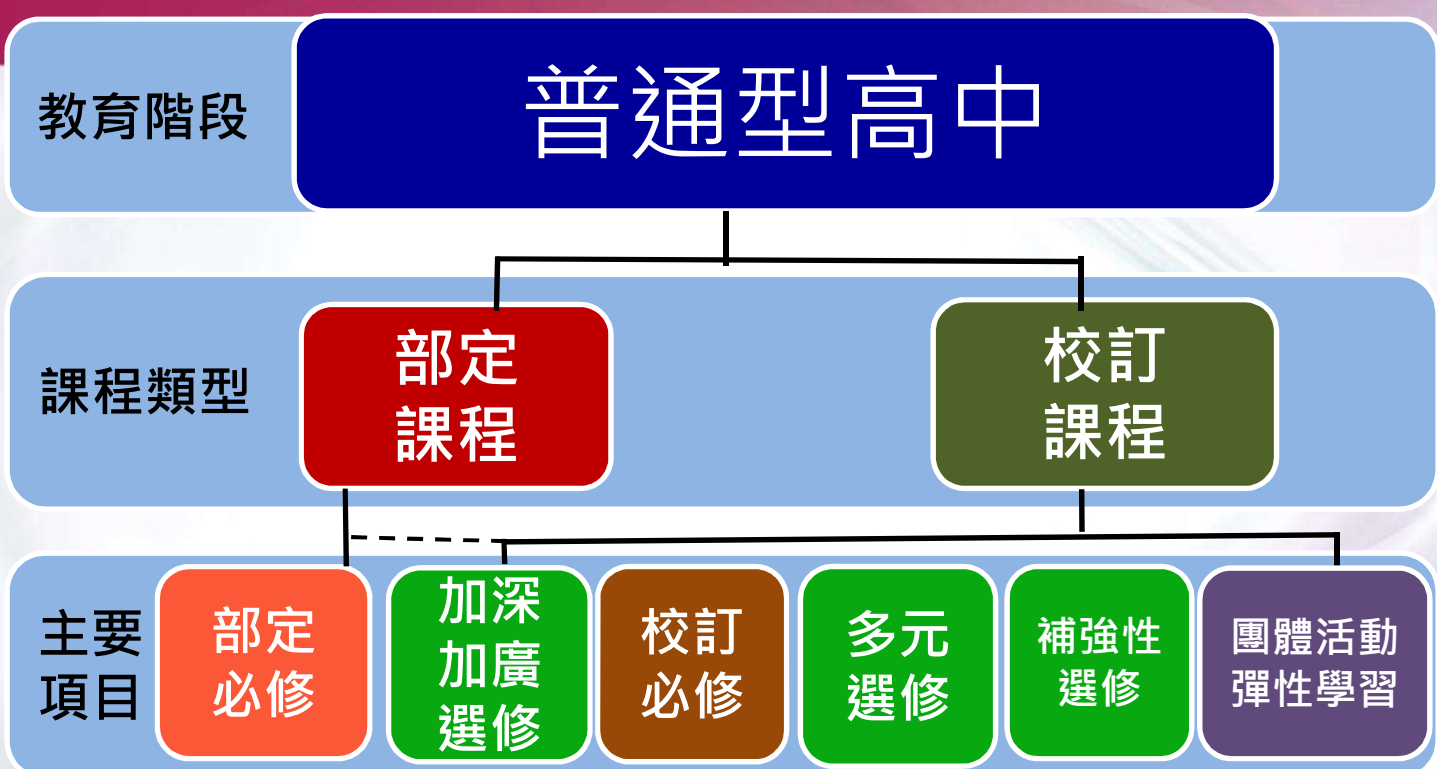 教育階段
普通型高中
課程類型
部定
課程
校訂
課程
主要
項目
部定
必修
加深
加廣
選修
校訂
必修
多元
選修
補強性
選修
團體活動
彈性學習